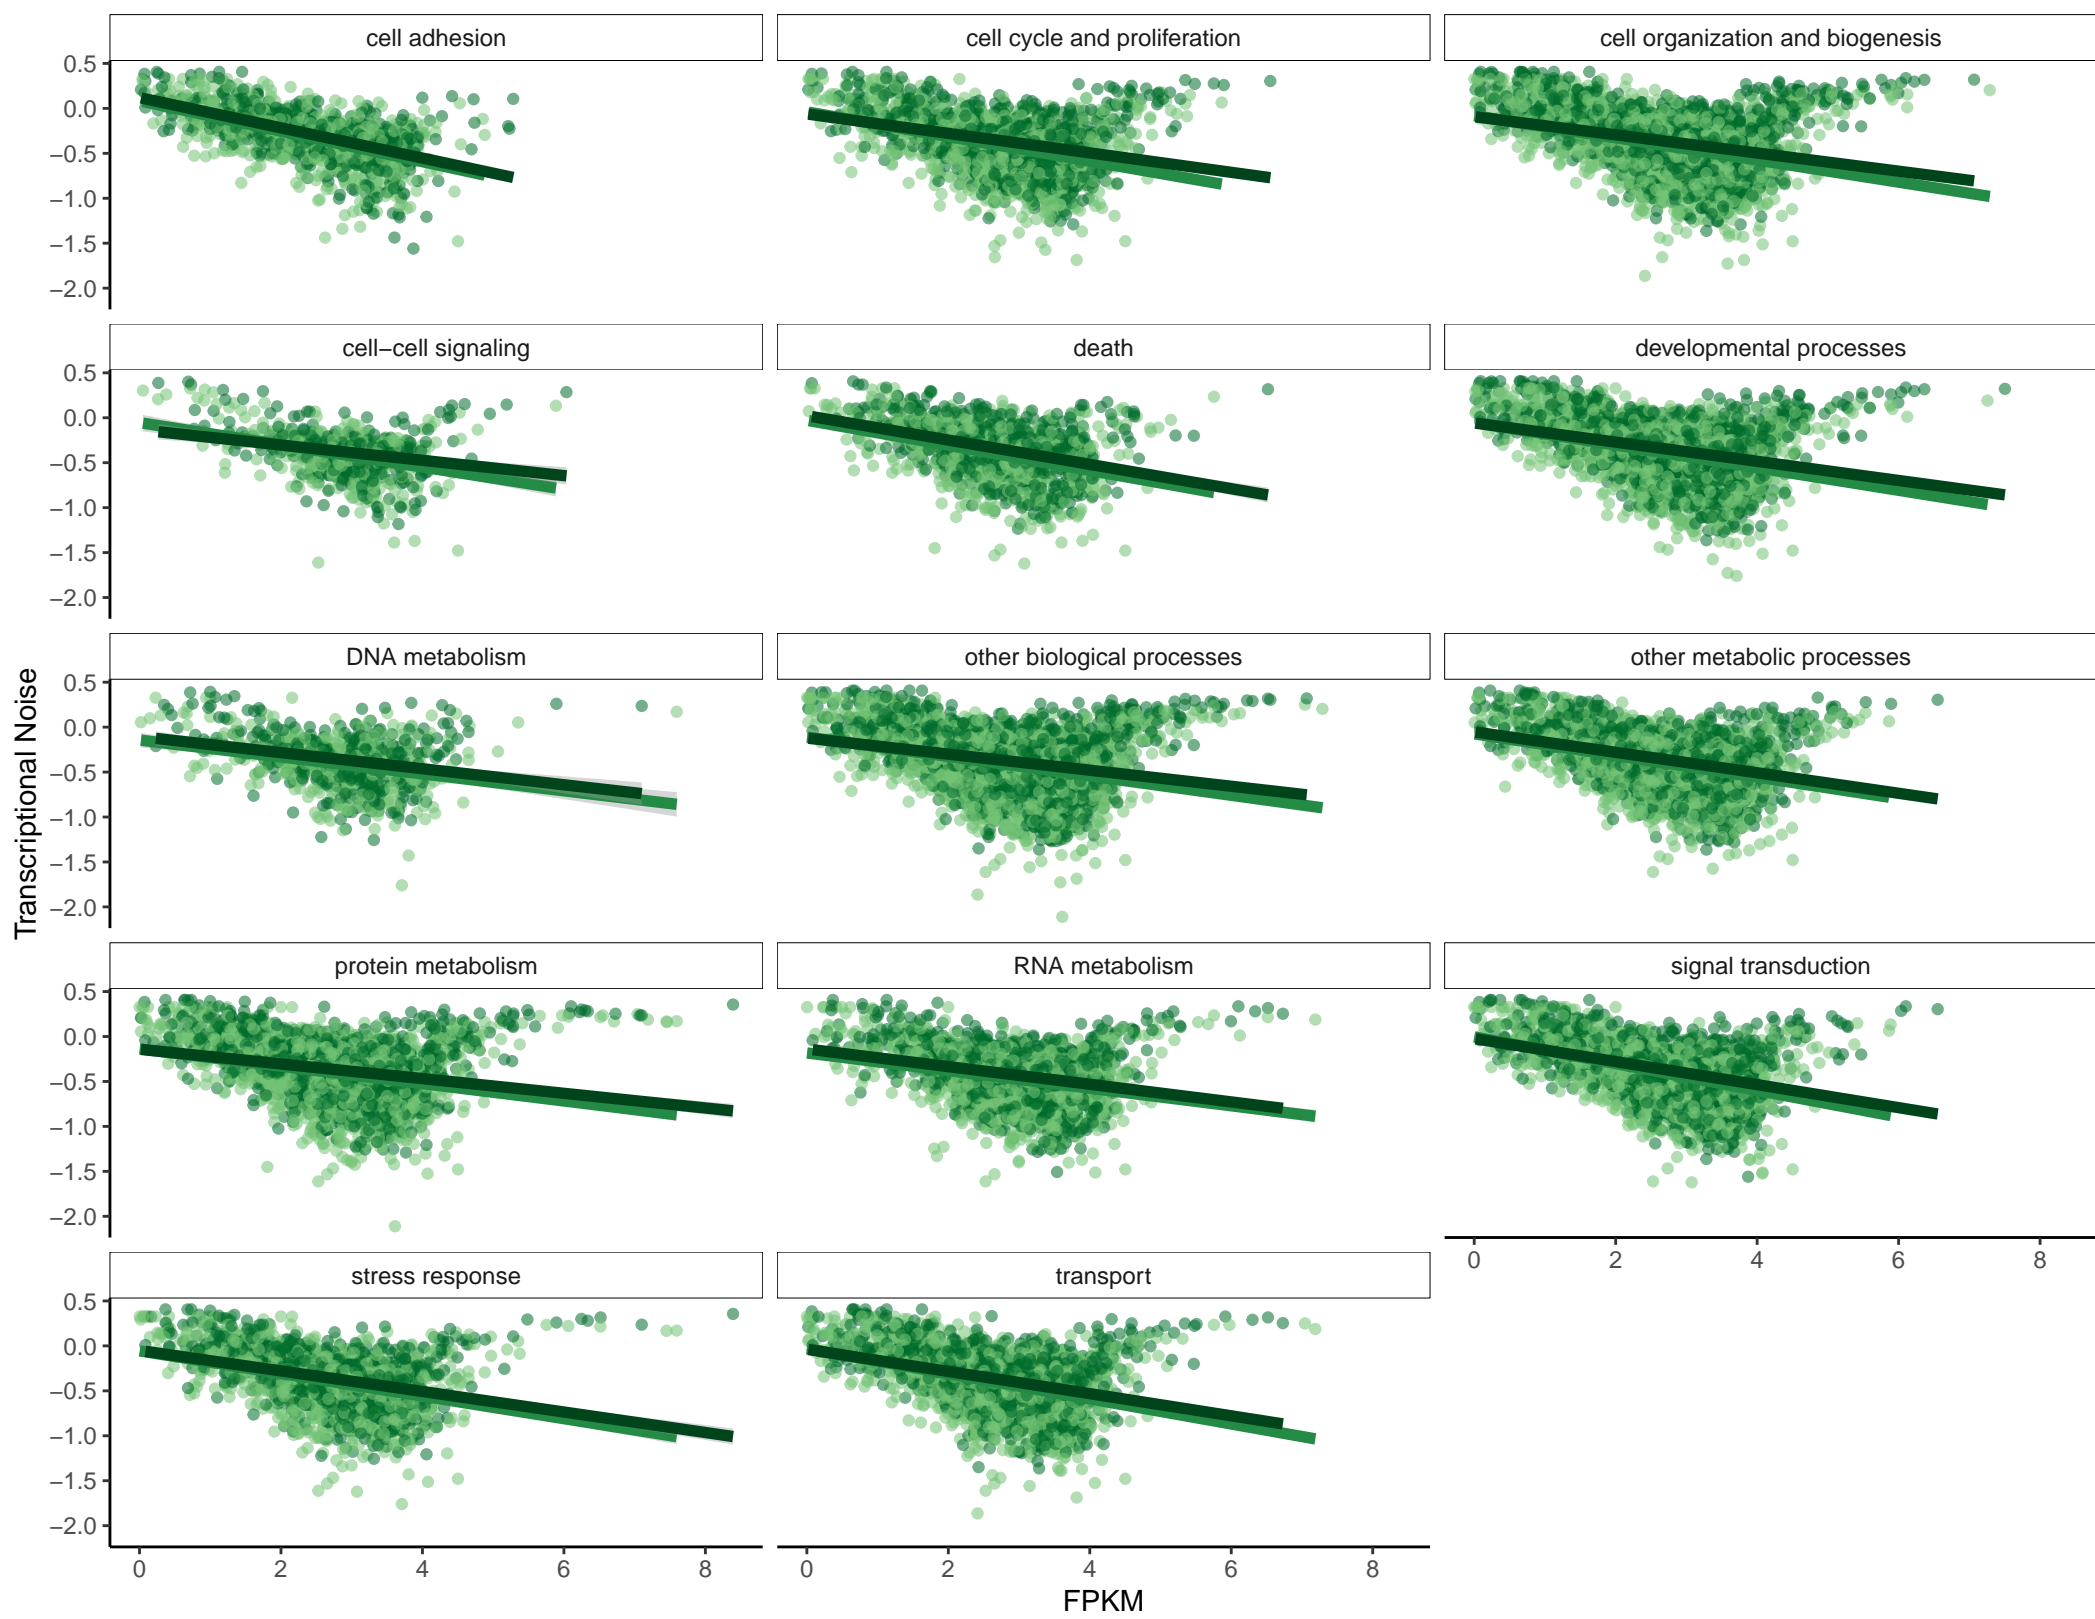 cell adhesion
cell cycle and proliferation
cell organization and biogenesis
0.5
0.0
−0.5
−1.0
−1.5
−2.0
cell−cell signaling
death
developmental processes
0.5
0.0
−0.5
−1.0
−1.5
−2.0
DNA metabolism
other biological processes
other metabolic processes
0.5
0.0
−0.5
−1.0
−1.5
−2.0
Transcriptional Noise
protein metabolism
RNA metabolism
signal transduction
0.5
0.0
−0.5
−1.0
−1.5
−2.0
0 2 4 6 8
stress response
transport
0.5
0.0
−0.5
−1.0
−1.5
−2.0
0 2 4 6 8
0 2 4 6 8
FPKM